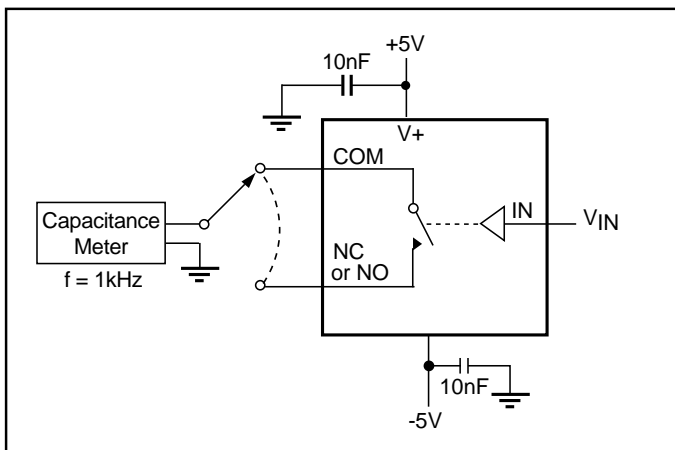 +5V
10nF
V+
COM
IN
VIN
Capacitance
Meter
f = 1kHz
NC
or NO
10nF
-5V